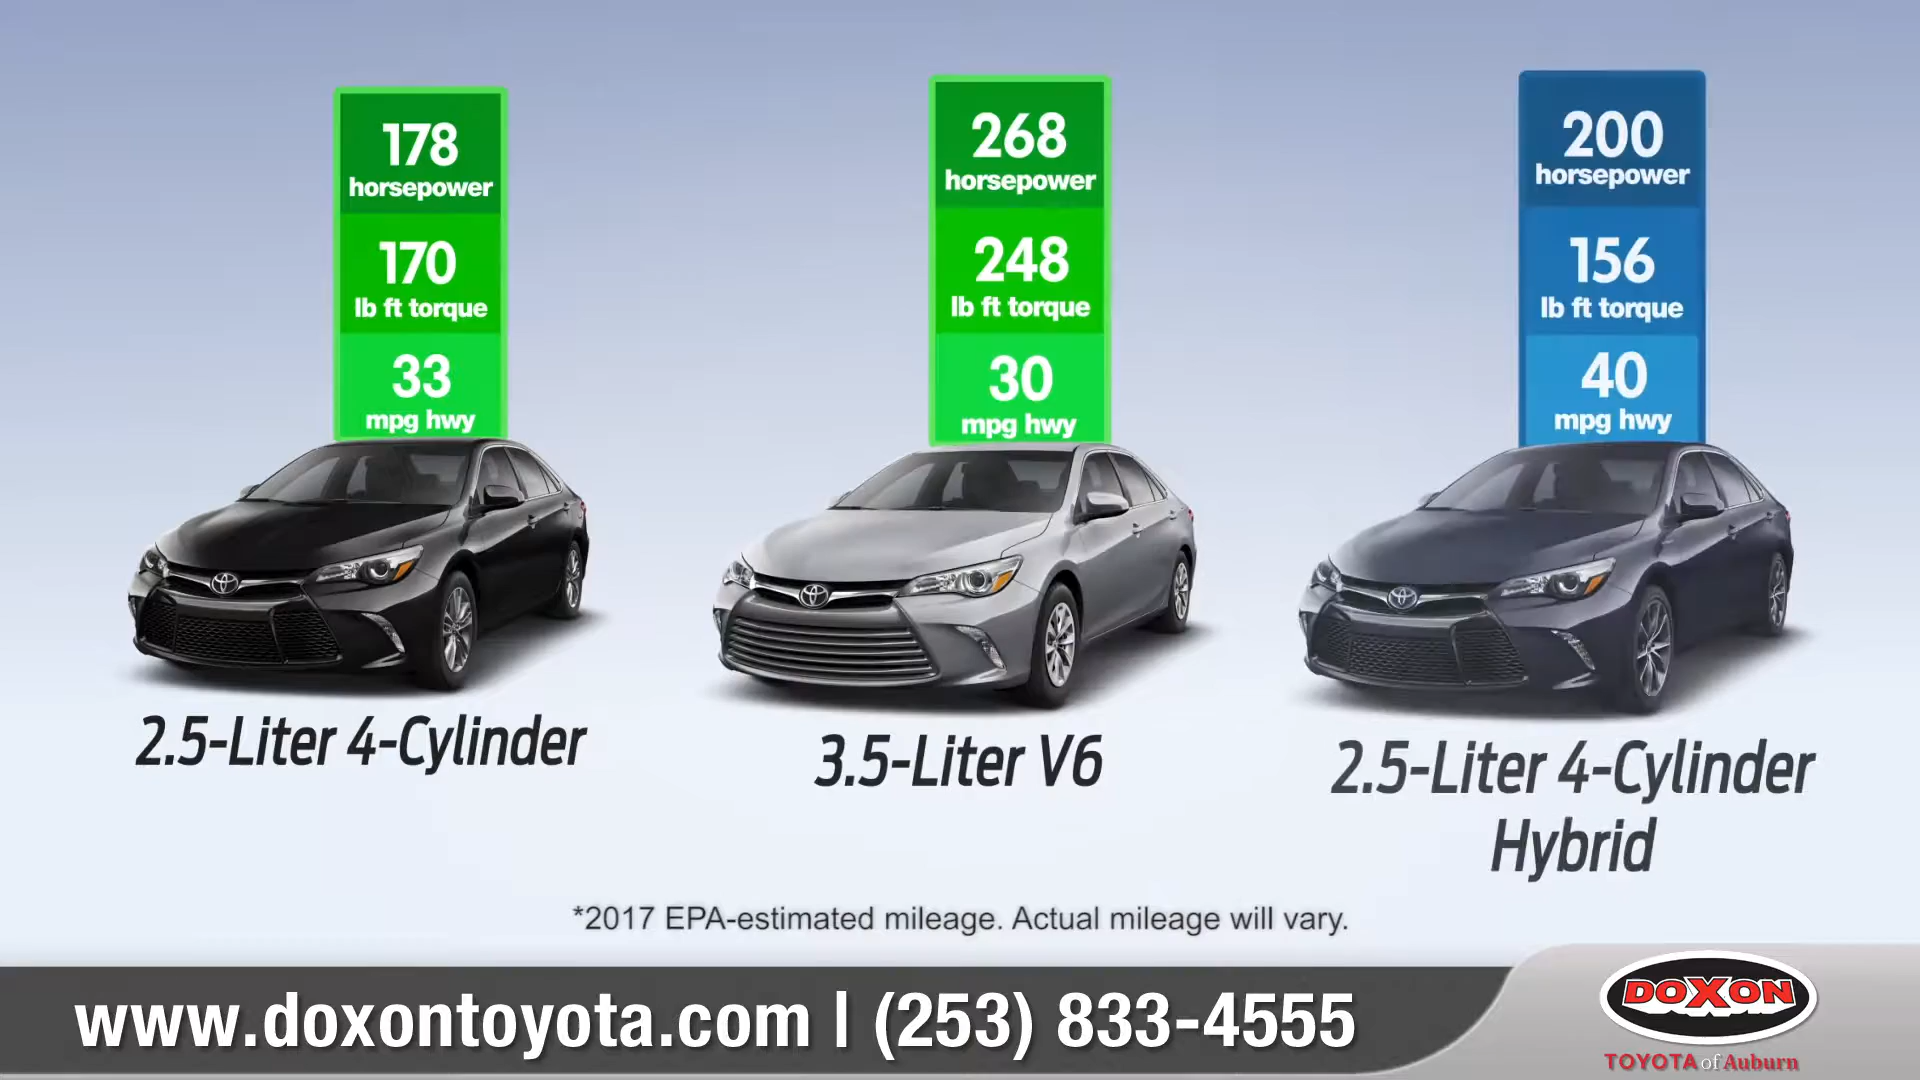 178
horsepower
170
lb ft torque
33
mpg hwy
2.5-Liter 4-Cylinder
268
horsepower
248
lb ft torque
30
mpg hwy
3.5-Liter V6
200
horsepower
156
lb ft torque
40
mpg hwy
2.5-Liter 4-Cylinder
Hybrid
*2017 EPA-estimated mileage. Actual mileage will vary.
www.doxontoyota.com | (253) 833-4555
DOXON
TOYOTA of Auburn